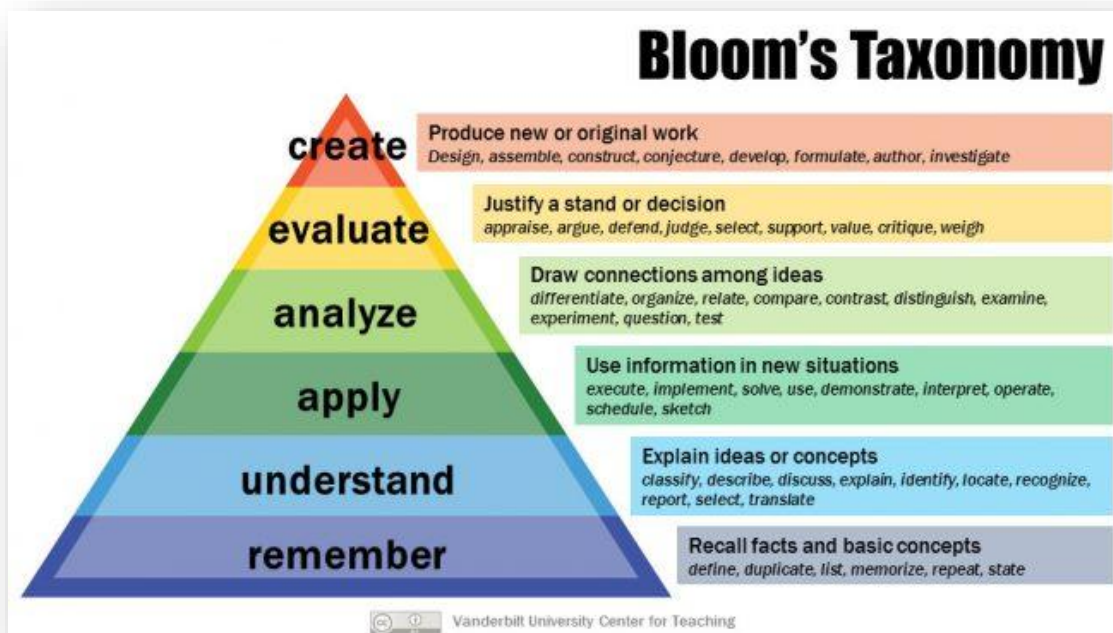 Bloom's Taxonomy
create
Produce new or original work
Design, assemble, construct, conjecture, develop, formulate, author, investigate
evaluate
Justify a stand or decision
appraise, argue, defend, judge, select, support, value, critique, weigh
analyze
Draw connections among ideas
differentiate, organize, relate, compare, contrast, distinguish, examine,
experiment, question, test
apply
Use information in new situations
execute, implement, solve, use, demonstrate, interpret, operate,
schedule, sketch
understand
Explain ideas or concepts
classify, describe, discuss, explain, identify, locate, recognize,
report, select, translate
remember
Recall facts and basic concepts
define, duplicate, list, memorize, repeat, state
cc
Vanderbilt University Center for Teaching